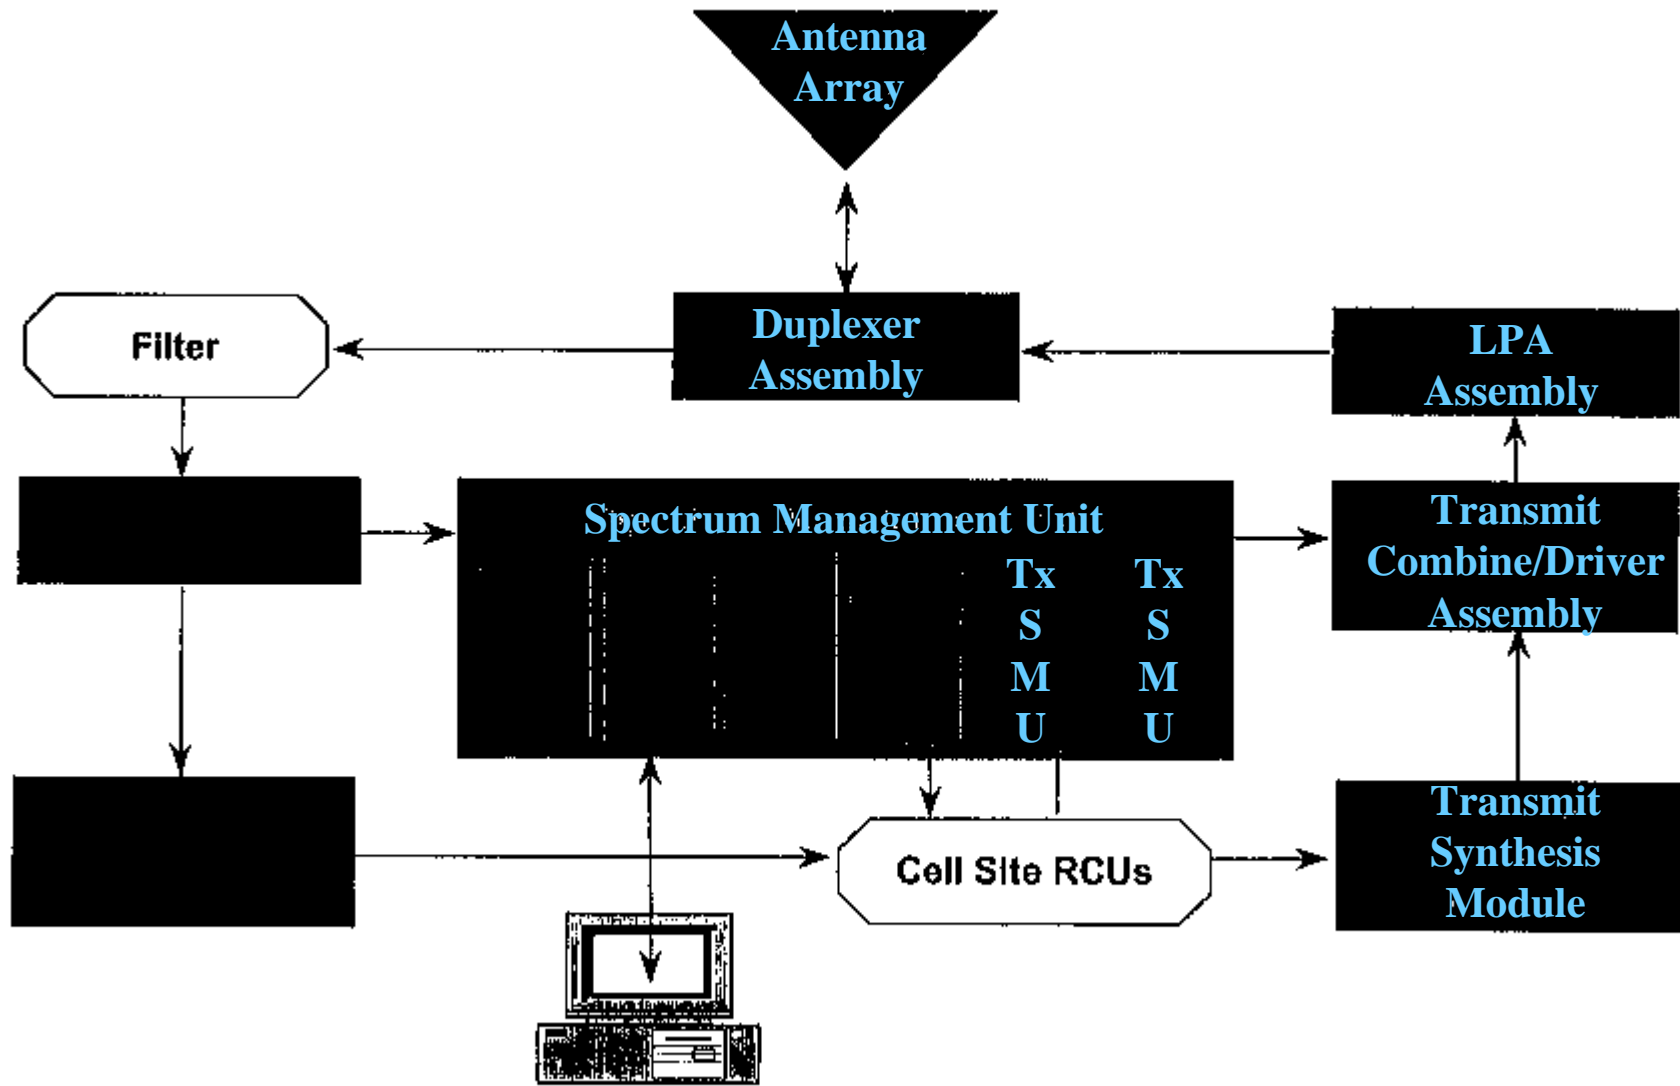 Antenna
Array
Filter
Duplexer
Assembly
LPA
Assembly
Spectrum Management Unit
Tx
S
M
U
Tx
S
M
U
Transmit
Combine/Driver
Assembly
Cell Site RCUs
Transmit
Synthesis
Module